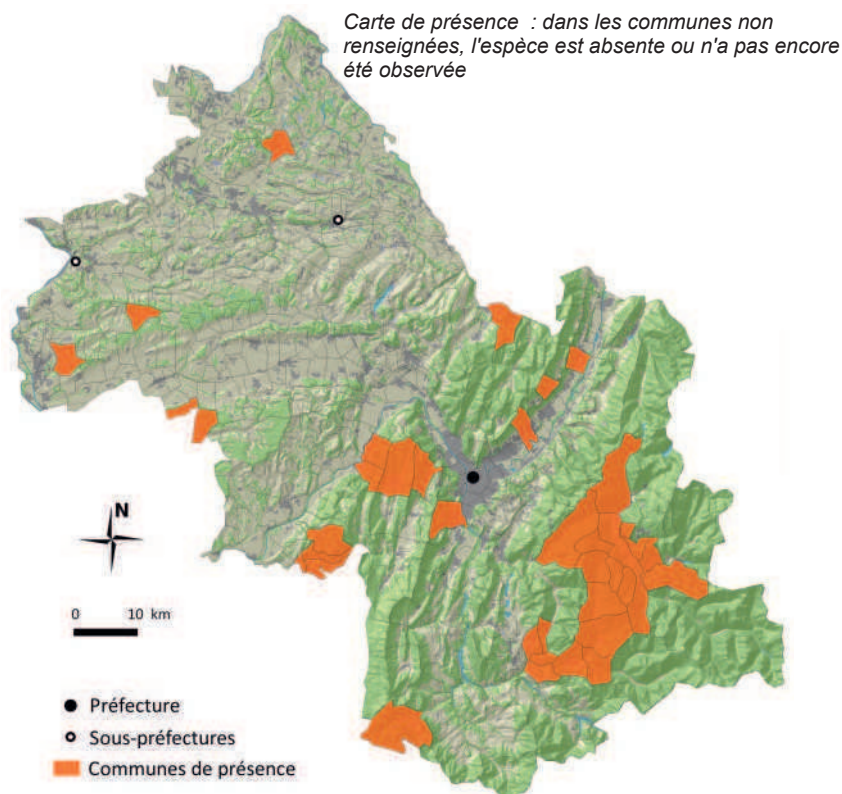 Carte de présence : dans les communes non
renseignées, l'espèce est absente ou n'a pas encore
été observée
N
0 10 km
Préfecture
Sous-préfectures
Communes de présence